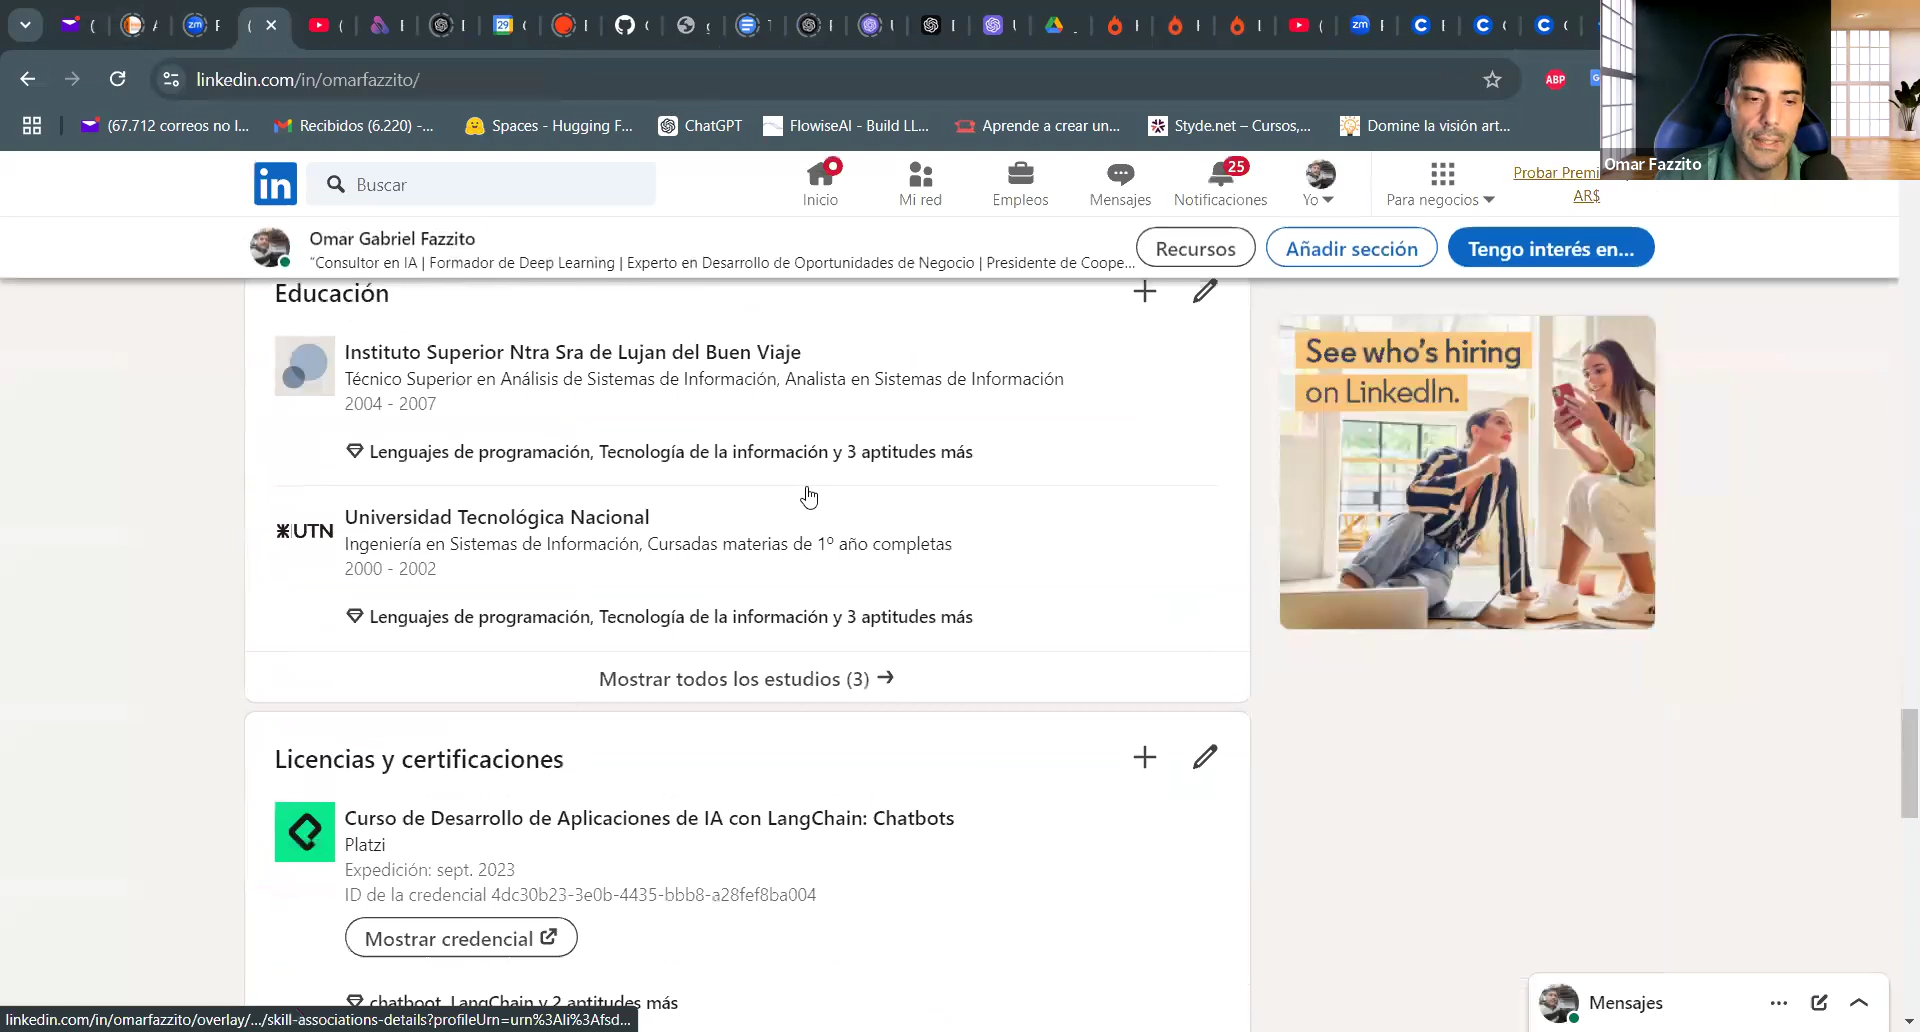 linkedin.com/in/omarfazzito/
ABP
(67.712 correos no l...
Recibidos (6.220) -...
Spaces - Hugging F...
ChatGPT
FlowiseAI - Build LL...
Aprende a crear un...
Styde.net – Cursos,...
Domine la visión art...
Omar Fazzito
in
Buscar
Inicio
Mi red
Empleos
Mensajes
25
Notificaciones
Yo
Para negocios
Probar Premi
AR$
Omar Gabriel Fazzito
"Consultor en IA | Formador de Deep Learning | Experto en Desarrollo de Oportunidades de Negocio | Presidente de Coope...
Recursos
Añadir sección
Tengo interés en...
Educación
Instituto Superior Ntra Sra de Lujan del Buen Viaje
Técnico Superior en Análisis de Sistemas de Información, Analista en Sistemas de Información
2004 - 2007
Lenguajes de programación, Tecnología de la información y 3 aptitudes más
UTN
Universidad Tecnológica Nacional
Ingeniería en Sistemas de Información, Cursadas materias de 1º año completas
2000 - 2002
Lenguajes de programación, Tecnología de la información y 3 aptitudes más
Mostrar todos los estudios (3)
See who's hiring
on LinkedIn.
Licencias y certificaciones
Curso de Desarrollo de Aplicaciones de IA con LangChain: Chatbots
Platzi
Expedición: sept. 2023
ID de la credencial 4dc30b23-3e0b-4435-bbb8-a28fef8ba004
Mostrar credencial
chatboot, LangChain y 2 aptitudes más
Mensajes
linkedin.com/in/omarfazzito/overlay/.../skill-associations-details?profileUrn=urn%3Ali%3Afsd...